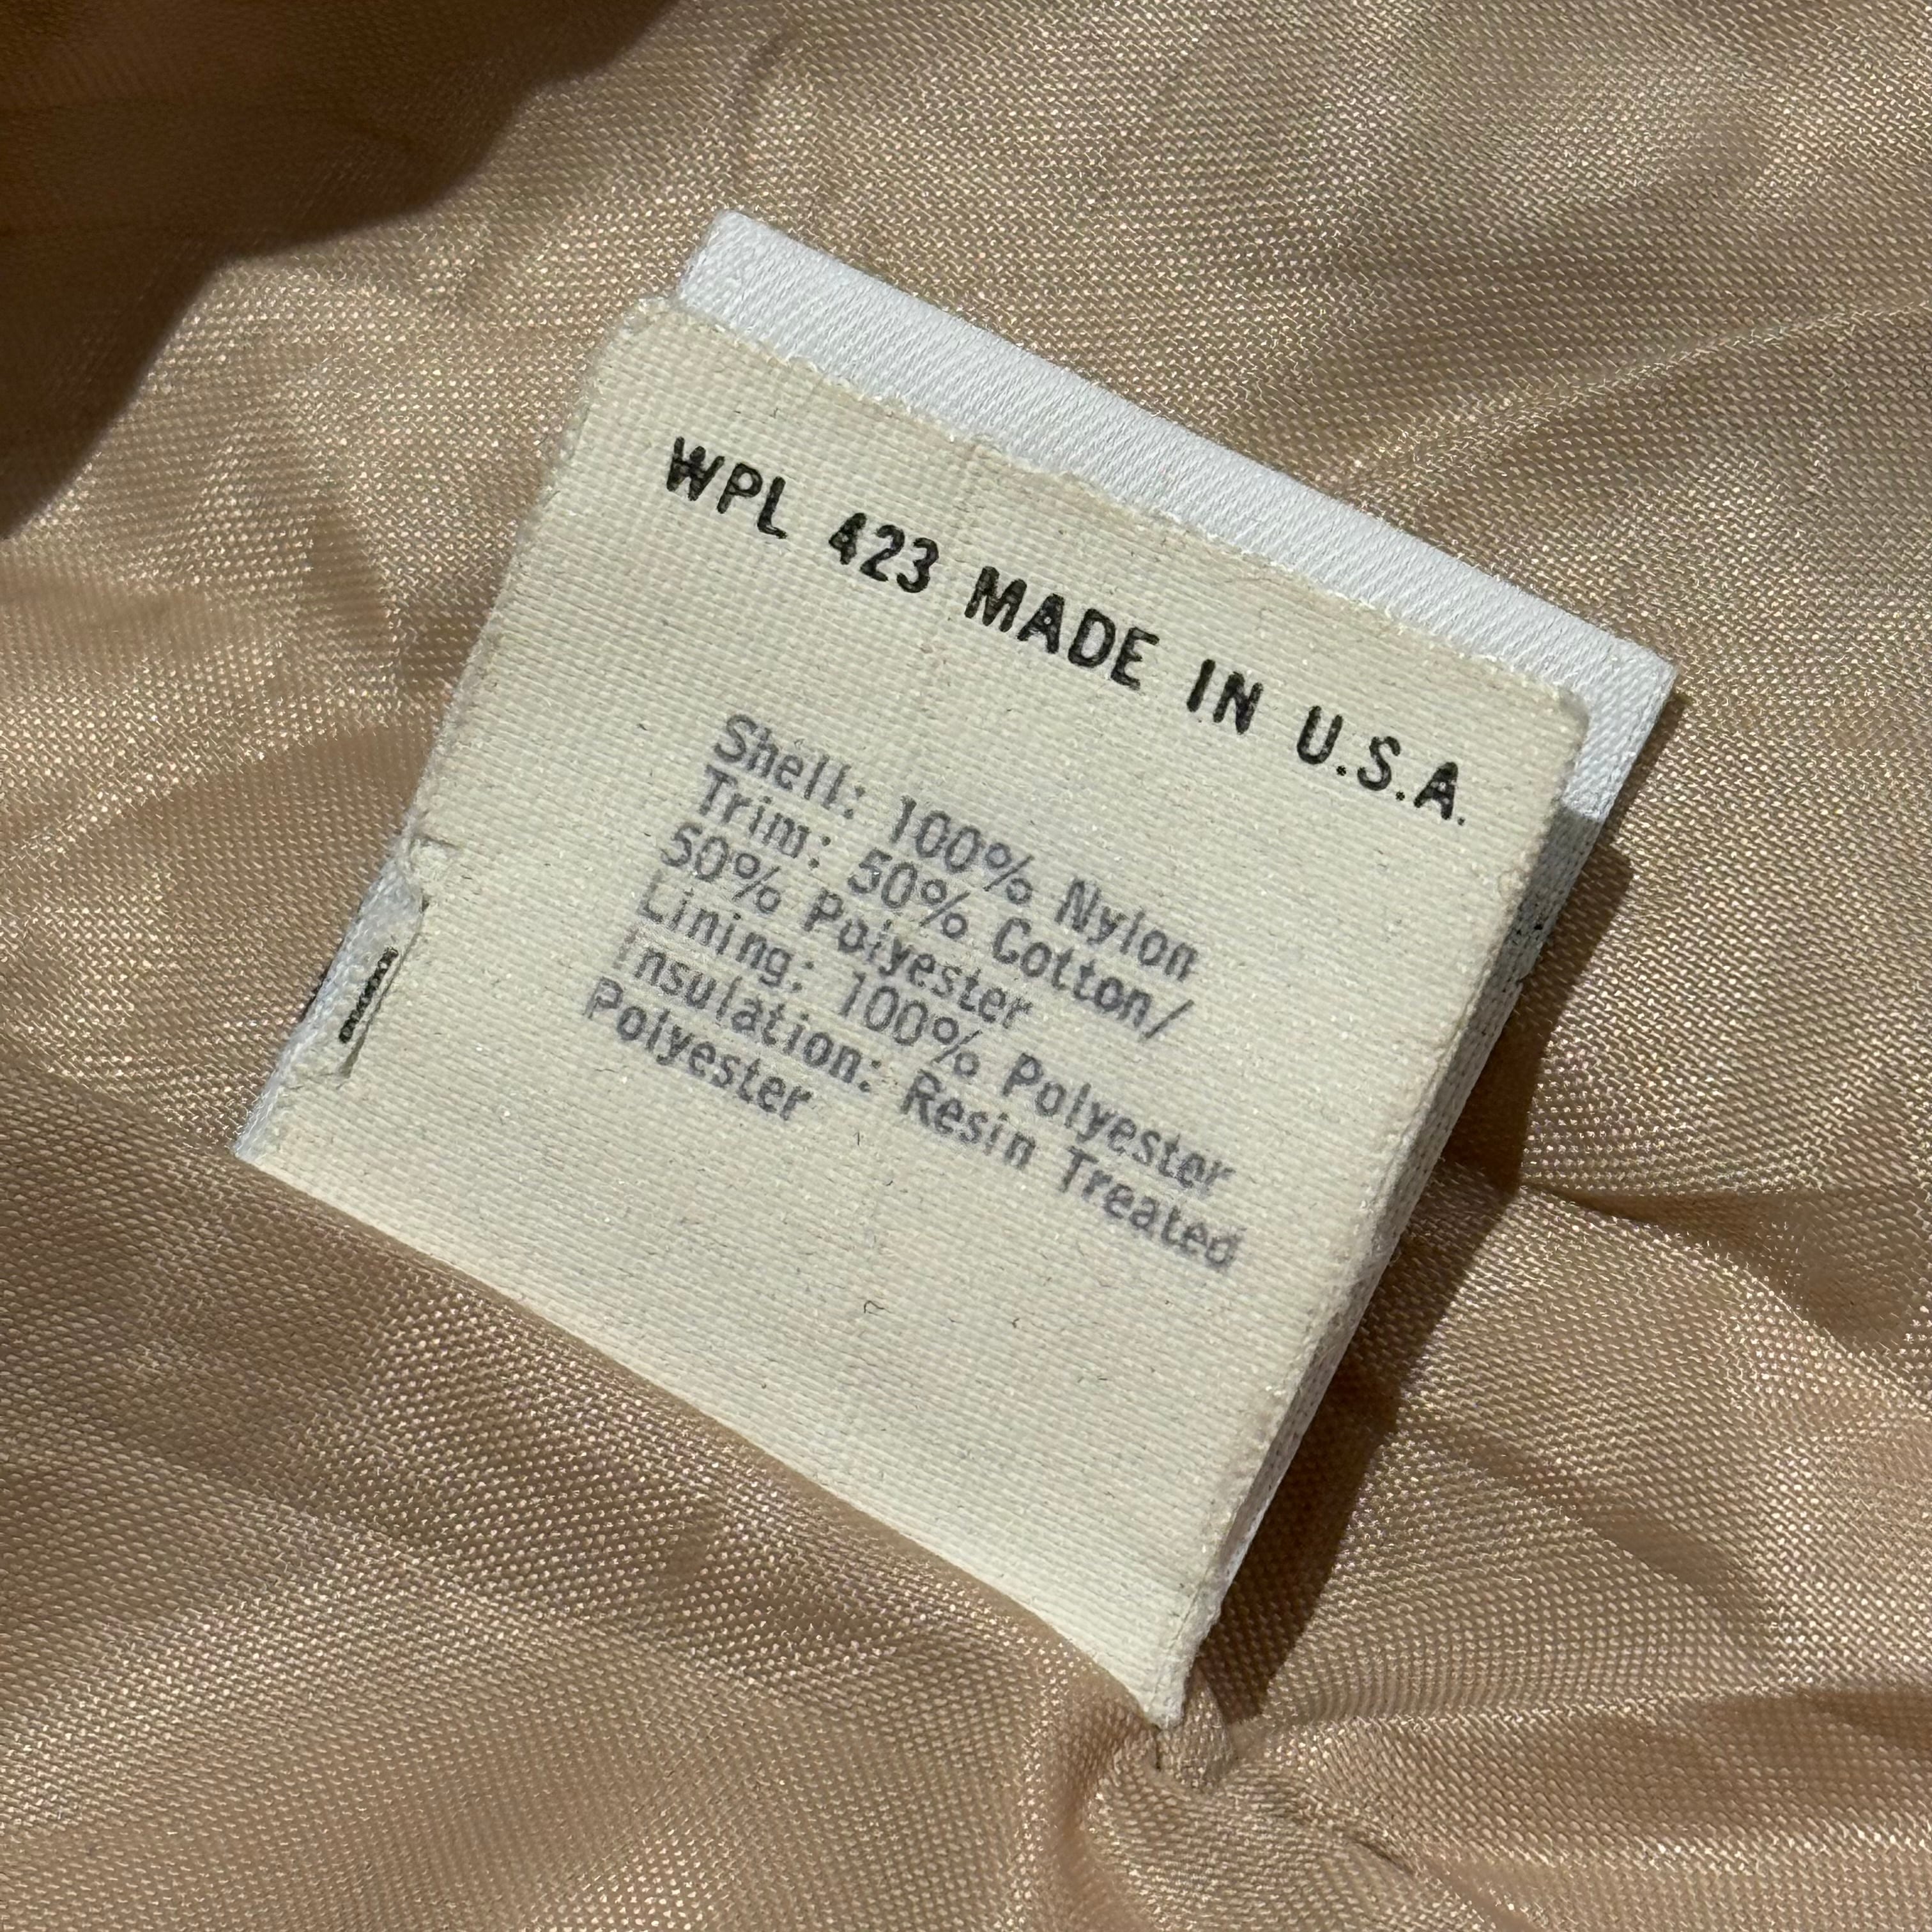 WPL 423 MADE IN U.S.A.
Shell: 100% Nylon
Trim: 50% Cotton/
50% Polyester
Lining: 100% Polyester
Insulation: Resin Treated
Polyester